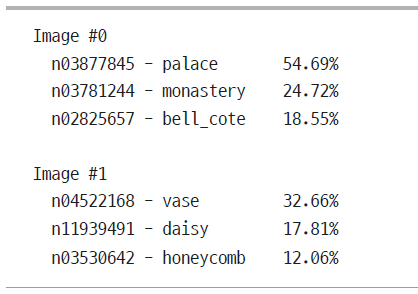 Image #0
n03877845 - palace 54.69%
n03781244 - monastery 24.72%
n02825657 - bell_cote 18.55%
Image #1
n04522168 - vase 32.66%
n11939491 - daisy 17.81%
n03530642 - honeycomb 12.06%